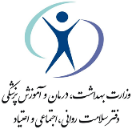 وزارت بهداشت، درمان و آموزش پزشکی
دفتر سلامت روانی، اجتماعی و اعتیاد